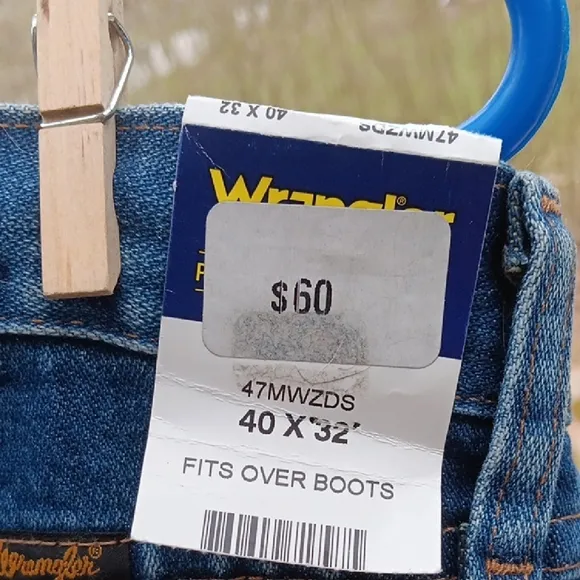 40 X 32 47MWZDS
Wrangler®
$60
47MWZDS
40 X 32
FITS OVER BOOTS
Wrangler®